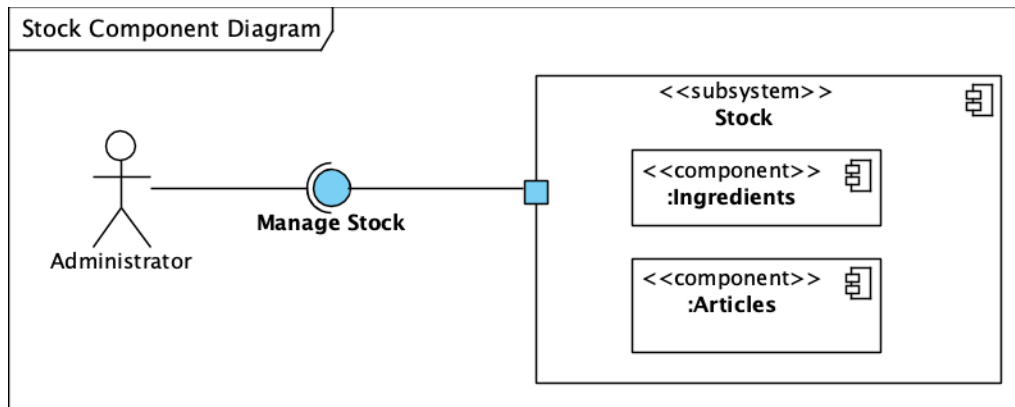 Stock Component Diagram
<<subsystem>>
Stock
<<component>>
:Ingredients
Manage Stock
Administrator
<<component>>
:Articles